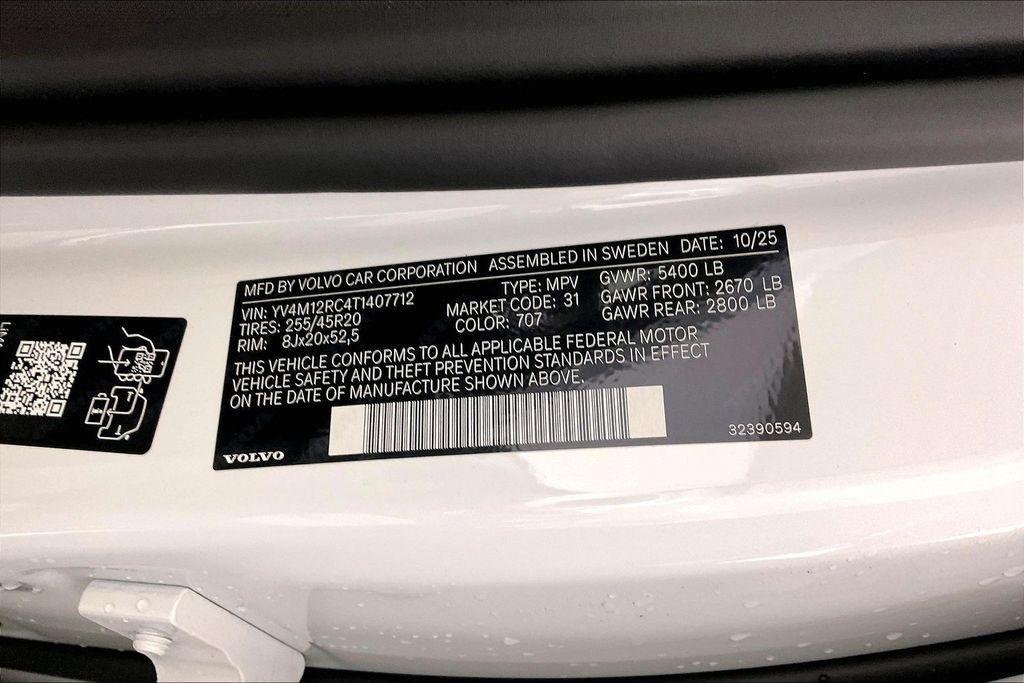 MFD BY VOLVO CAR CORPORATION ASSEMBLED IN SWEDEN DATE: 10/25
VIN: YV4M12RC4T1407712 TYPE: MPV GVWR: 5400 LB
TIRES: 255/45R20 MARKET CODE: 31 GAWR FRONT: 2670 LB
RIM: 8Jx20x52,5 COLOR: 707 GAWR REAR: 2800 LB
THIS VEHICLE CONFORMS TO ALL APPLICABLE FEDERAL MOTOR
VEHICLE SAFETY AND THEFT PREVENTION STANDARDS IN EFFECT
ON THE DATE OF MANUFACTURE SHOWN ABOVE.
VOLVO 32390594